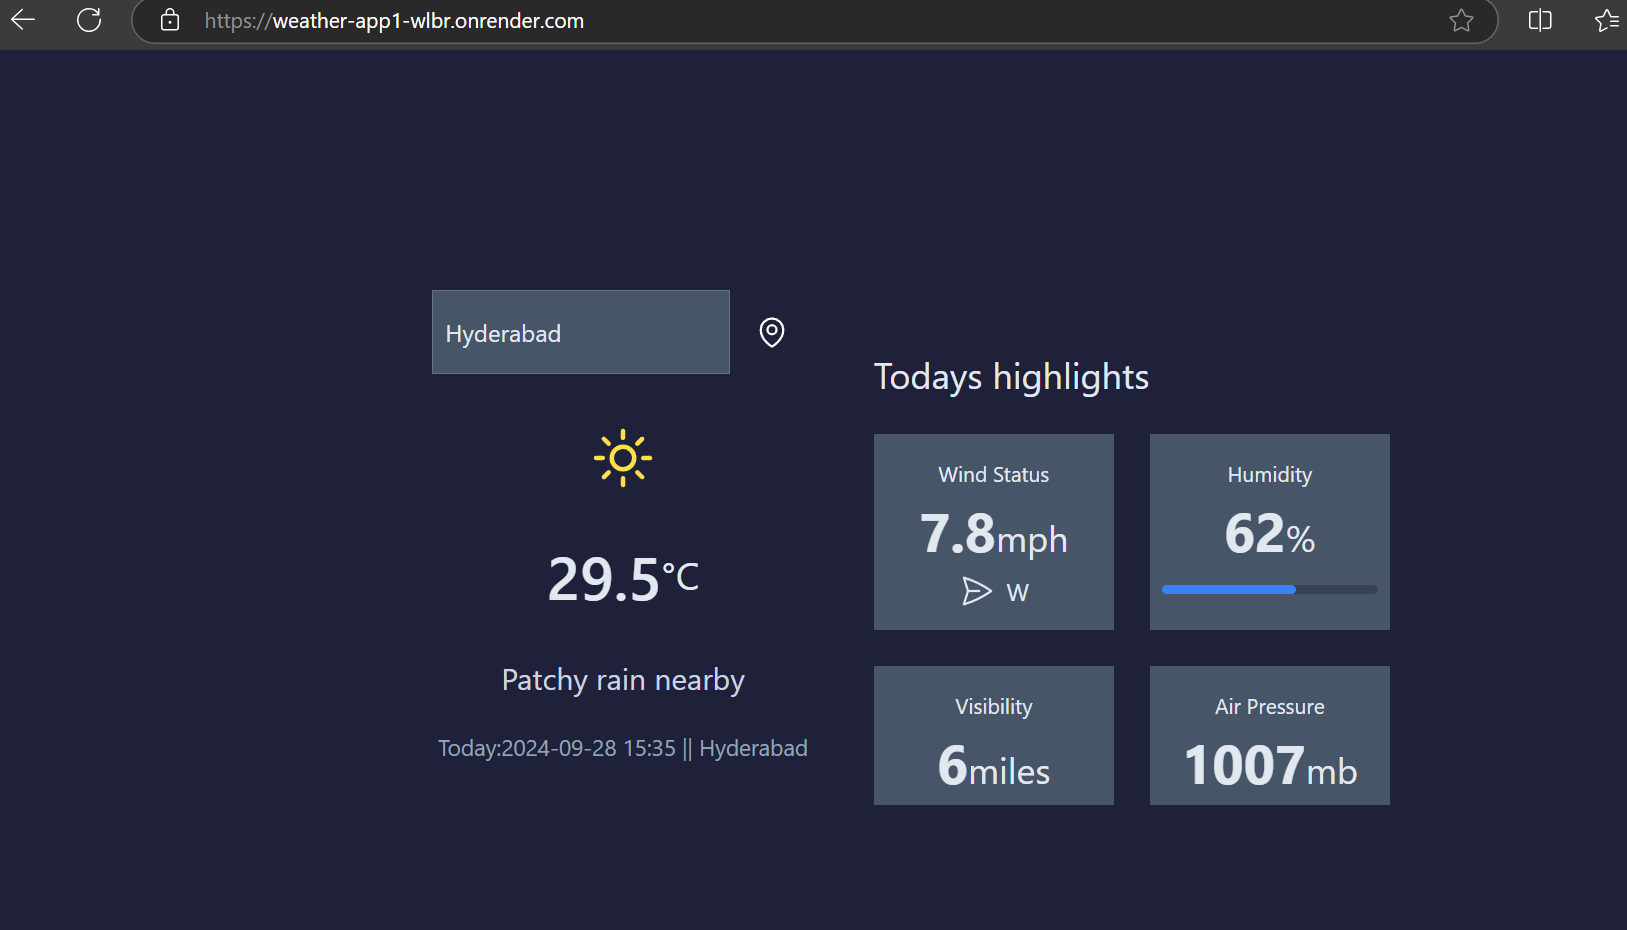 https://weather-app1-wlbr.onrender.com
Hyderabad
29.5°C
Patchy rain nearby
Today:2024-09-28 15:35 || Hyderabad
Todays highlights
Wind Status
7.8mph
W
Humidity
62%
Visibility
6miles
Air Pressure
1007mb